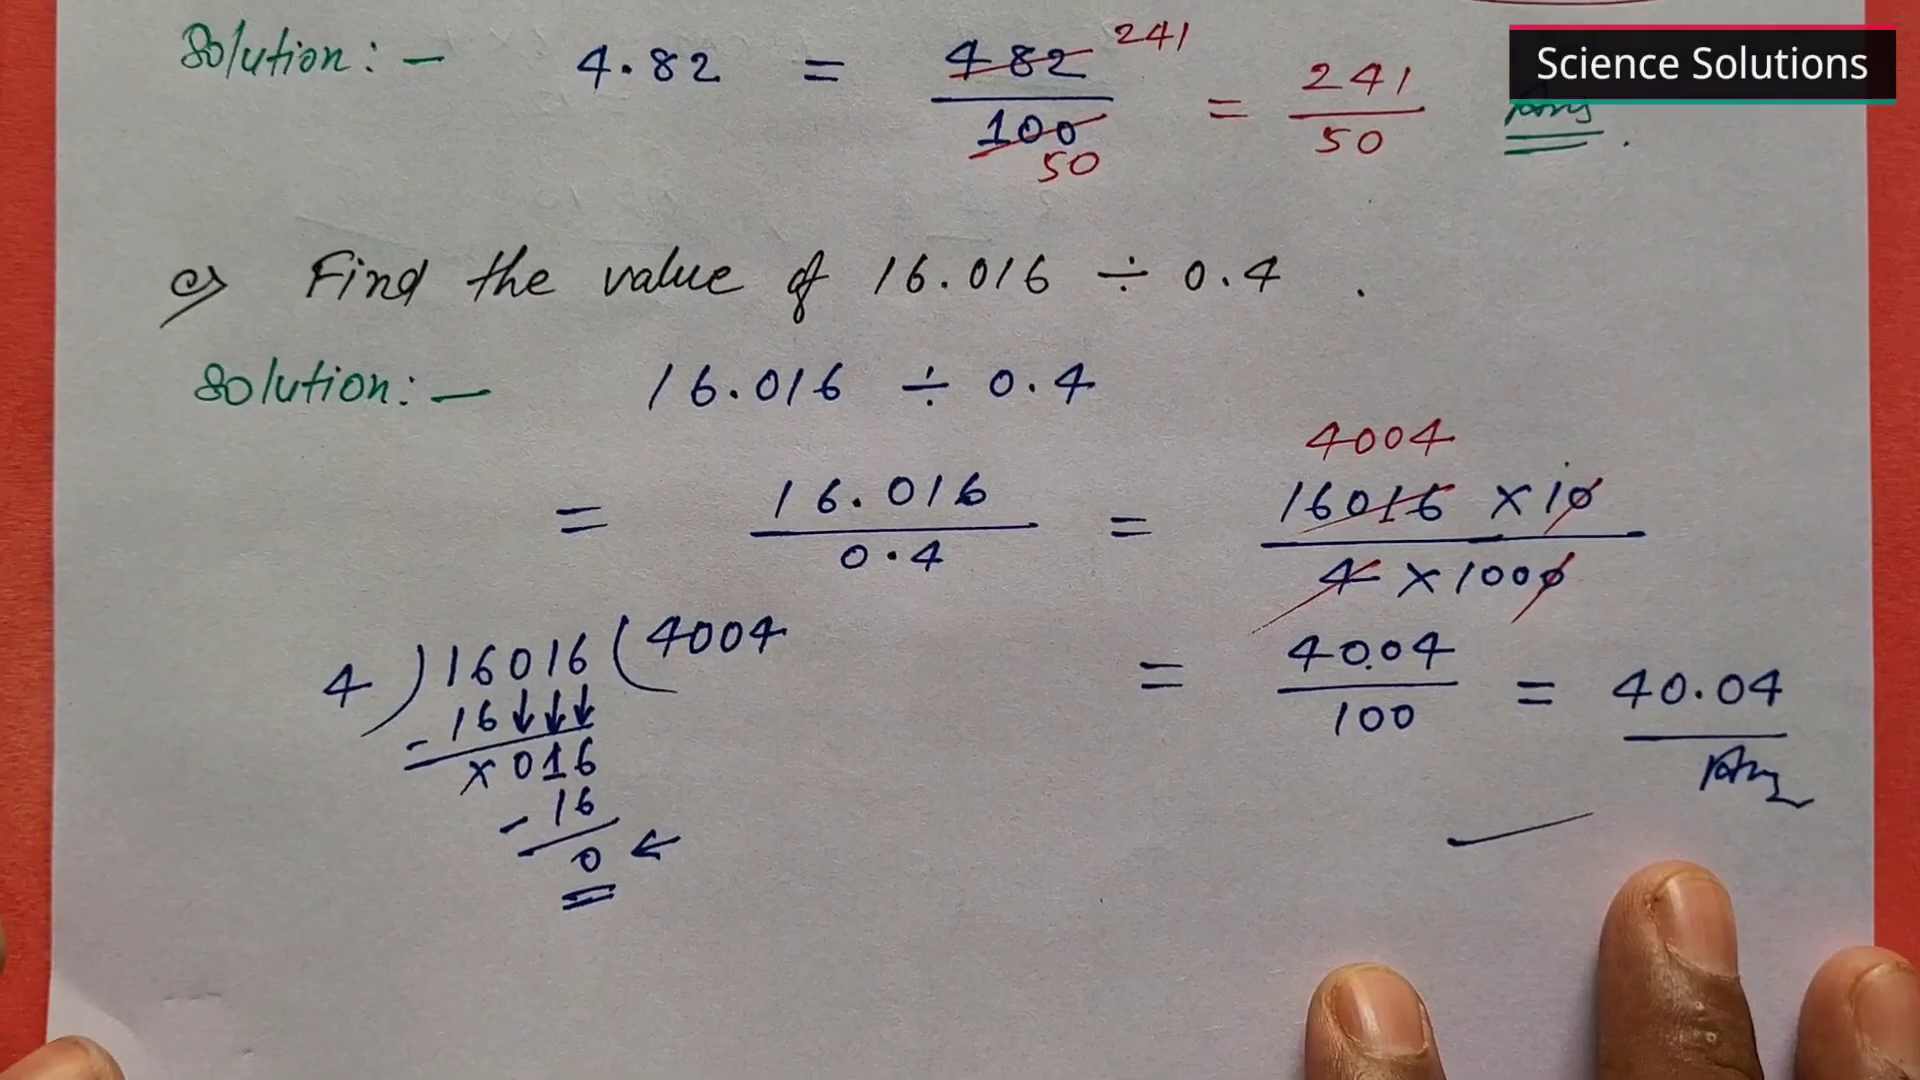 Science Solutions
Solution:- 4.82 = 482/100 241 50 = 241/50 Ans.
c) Find the value of 16.016 ÷ 0.4 .
Solution:- 16.016 ÷ 0.4
= 16.016/0.4 = 16016 × 10/4 × 1000 4004
4)16016(4004
-16↓↓↓
×016
-16
0 ←
= 4004/100 = 40.04
Ans